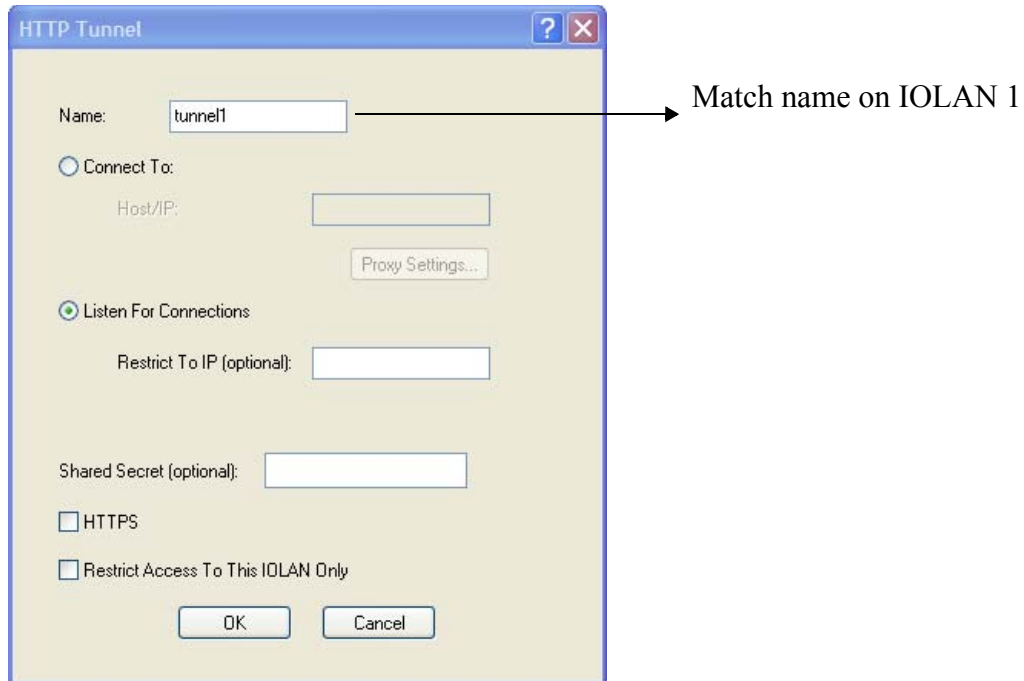 HTTP Tunnel
Name: tunnel1
Match name on IOLAN 1
Connect To:
Host/IP:
Proxy Settings...
Listen For Connections
Restrict To IP (optional):
Shared Secret (optional):
HTTPS
Restrict Access To This IOLAN Only
OK Cancel